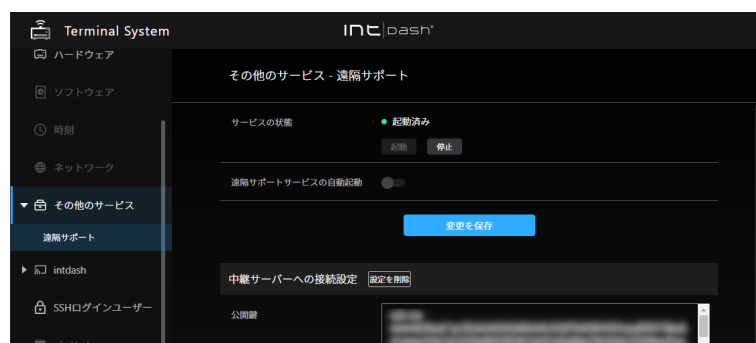 Terminal System
intdash
ハードウェア
ソフトウェア
時刻
ネットワーク
その他のサービス
遠隔サポート
intdash
SSHログインユーザー
その他のサービス - 遠隔サポート
サービスの状態
起動済み
起動 停止
遠隔サポートサービスの自動起動
変更を保存
中継サーバーへの接続設定 設定を削除
公開鍵